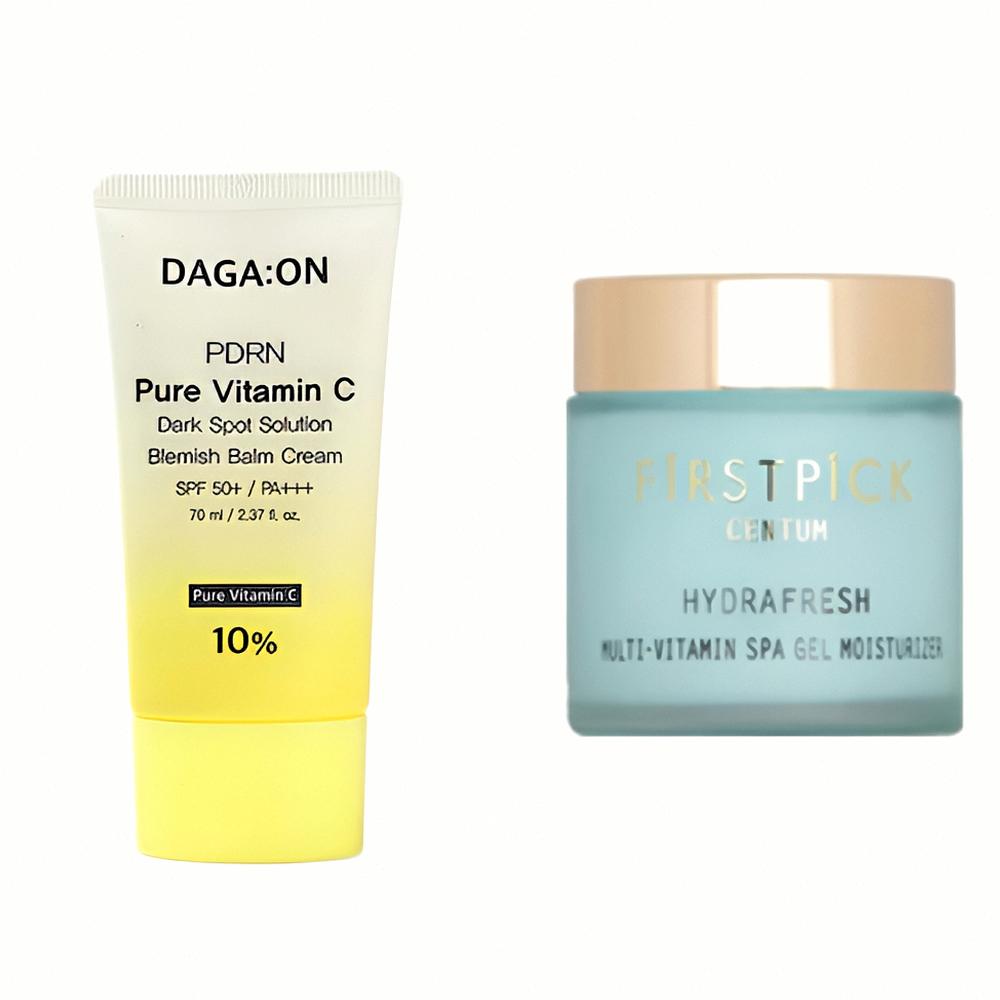 DAGA:ON
PDRN
Pure Vitamin C
Dark Spot Solution
Blemish Balm Cream
SPF 50+ / PA+++
70 ml / 2.37 fl. oz.
Pure Vitamin C
10%
FIRSTPICK
CENTUM
HYDRAFRESH
MULTI-VITAMIN SPA GEL MOISTURIZER